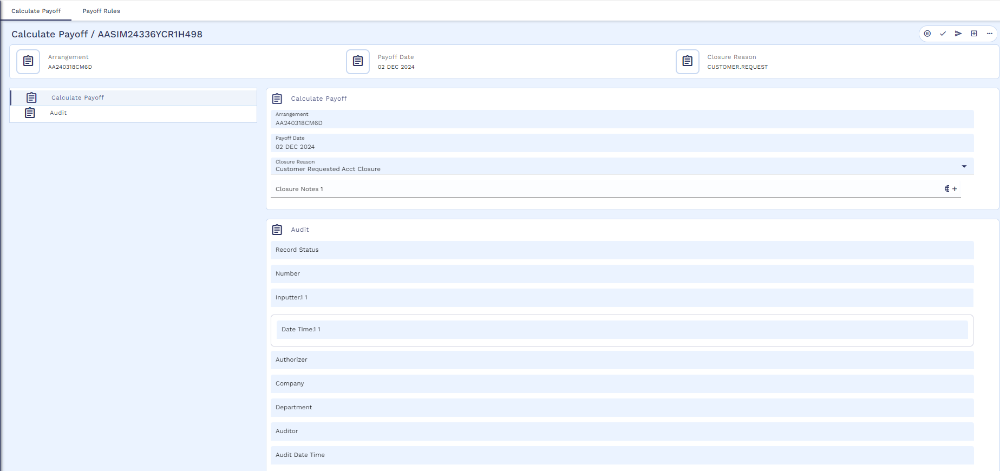 Calculate Payoff
Payoff Rules
Calculate Payoff / AASIM24336YCR1H498
Arrangement
AA240318CM6D
Payoff Date
02 DEC 2024
Closure Reason
CUSTOMER.REQUEST
Calculate Payoff
Audit
Calculate Payoff
Arrangement
AA240318CM6D
Payoff Date
02 DEC 2024
Closure Reason
Customer Requested Acct Closure
Closure Notes 1
Audit
Record Status
Number
Inputter.1 1
Date Time.1 1
Authorizer
Company
Department
Auditor
Audit Date Time